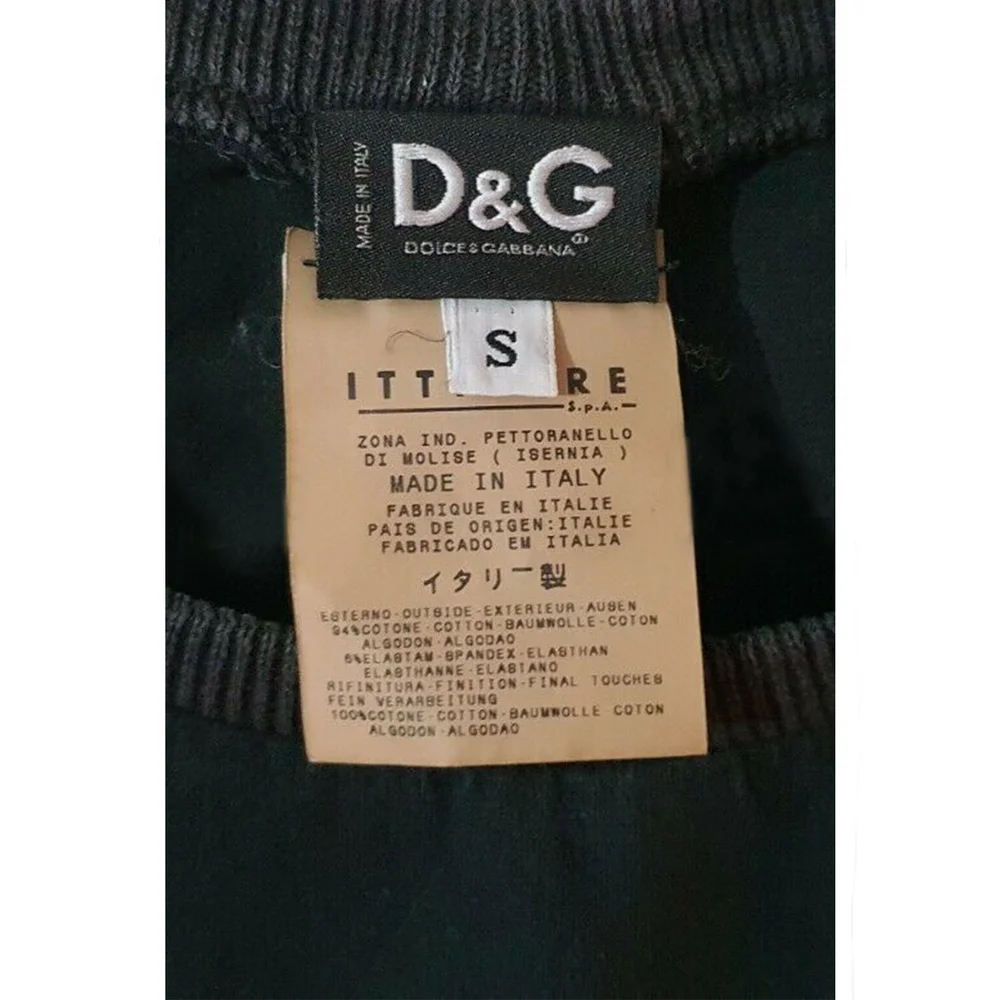 MADE IN ITALY
D&G
DOLCE & GABBANA
S
S.p.A.
ZONA IND. PETTORANELLO
DI MOLISE ( ISERNIA )
MADE IN ITALY
FABRIQUE EN ITALIE
PAIS DE ORIGEN:ITALIE
FABRICADO EM ITALIA
イタリー製
ESTERNO-OUTSIDE-EXTERIEUR-AUSEN
94%COTONE-COTTON-BAUMWOLLE-COTON
ALGODON-ALGODAO
6%ELASTAM-SPANDEX-ELASTHAN
ELASTHANNE-ELASTANO
RIFINITURA-FINITION-FINAL TOUCHES
FEIN VERARBEITUNG
100%COTONE-COTTON-BAUMWOLLE COTON
ALGODON-ALGODAO